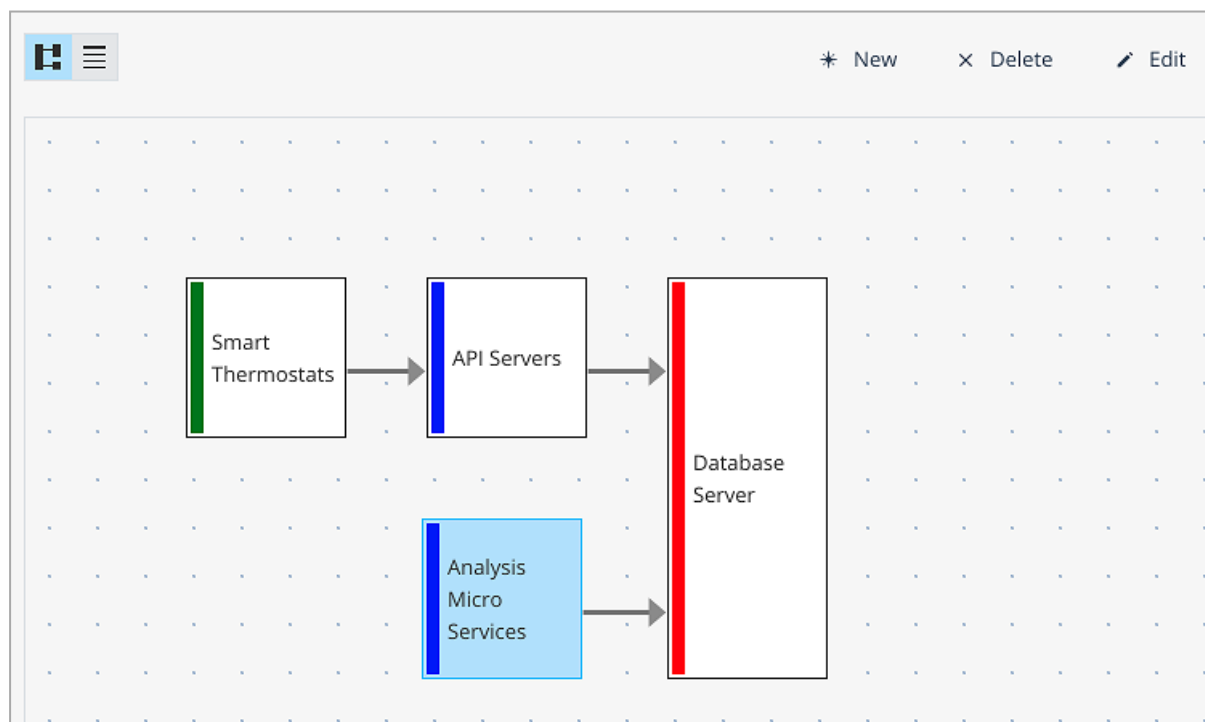 New
Delete
Edit
Smart
Thermostats
API Servers
Database
Server
Analysis
Micro
Services